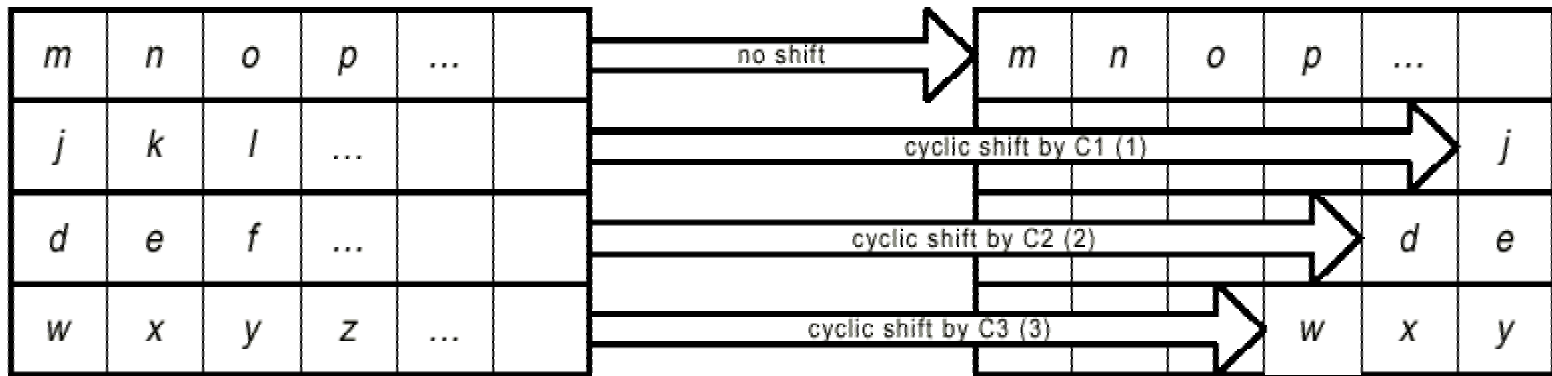 m n o p ... no shift m n o p ...
j k l ... cyclic shift by C1 (1) j
d e f ... cyclic shift by C2 (2) d e
w x y z ... cyclic shift by C3 (3) w x y